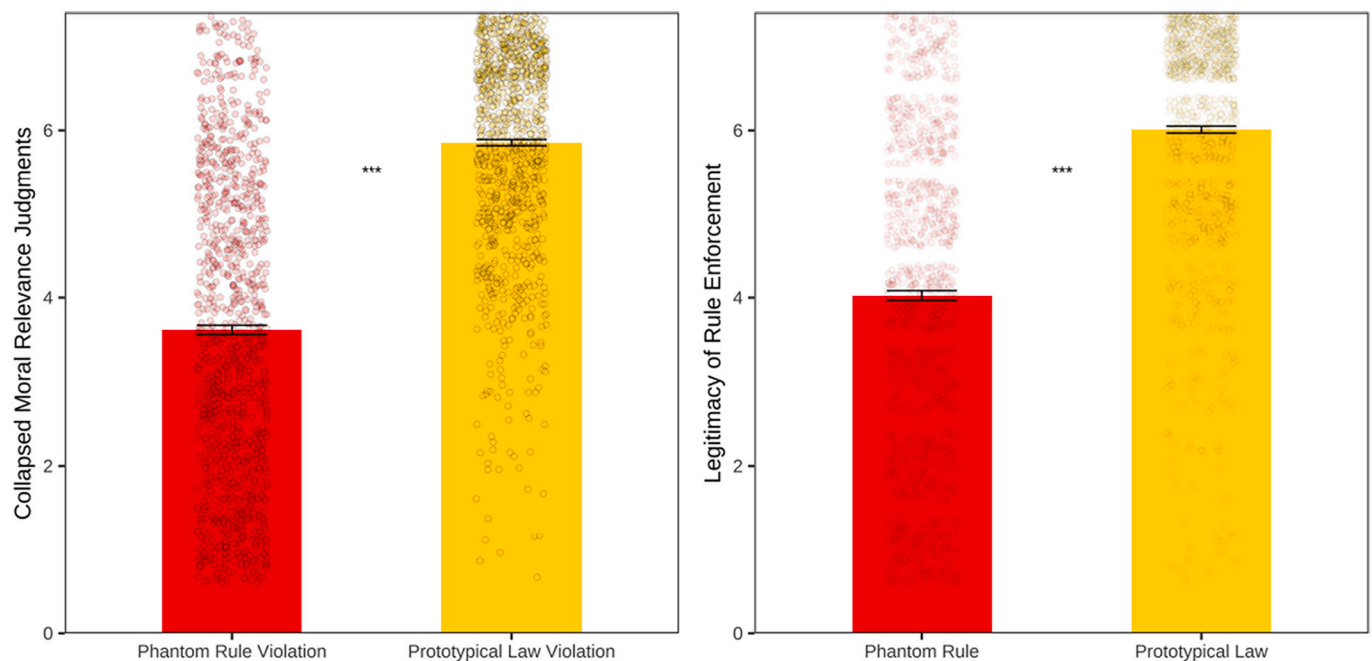 Collapsed Moral Relevance Judgments
6
4
2
0
***
Phantom Rule Violation
Prototypical Law Violation
Legitimacy of Rule Enforcement
6
4
2
0
***
Phantom Rule
Prototypical Law